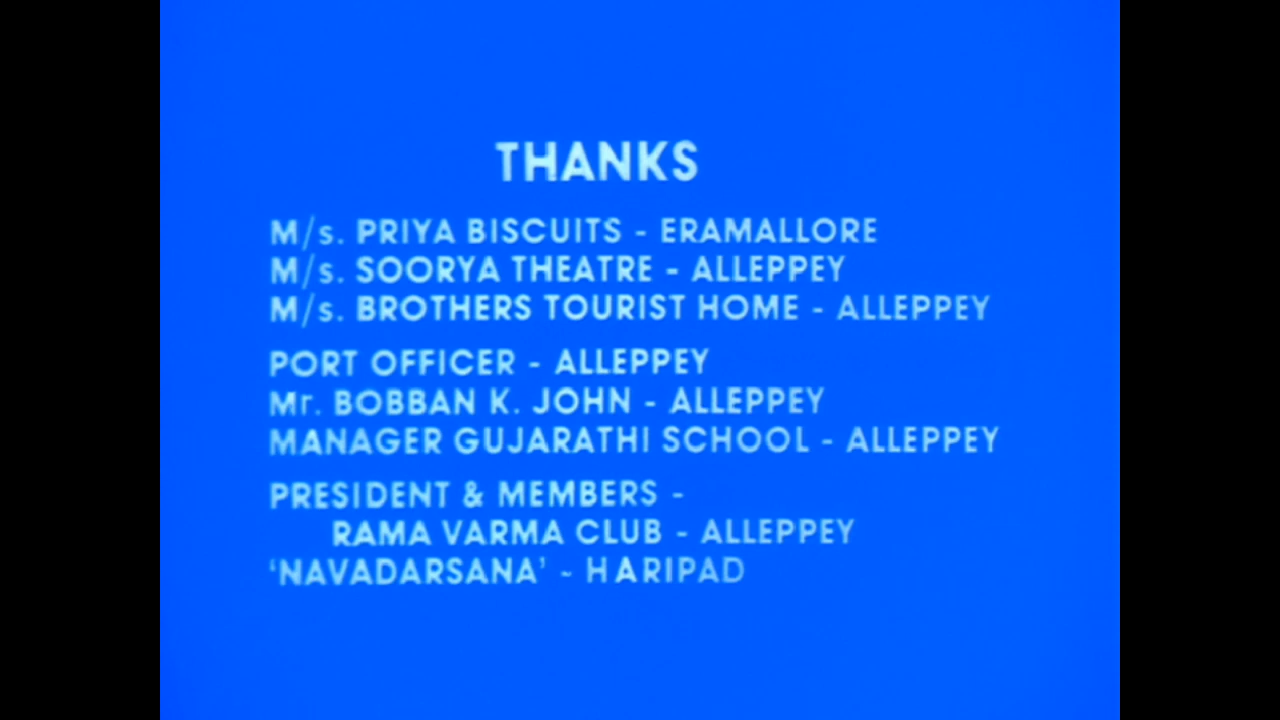 THANKS
M/s. PRIYA BISCUITS - ERAMALLORE
M/s. SOORYA THEATRE - ALLEPPEY
M/s. BROTHERS TOURIST HOME - ALLEPPEY
PORT OFFICER - ALLEPPEY
Mr. BOBBAN K. JOHN - ALLEPPEY
MANAGER GUJARATHI SCHOOL - ALLEPPEY
PRESIDENT & MEMBERS -
RAMA VARMA CLUB - ALLEPPEY
'NAVADARSANA' - HARIPAD